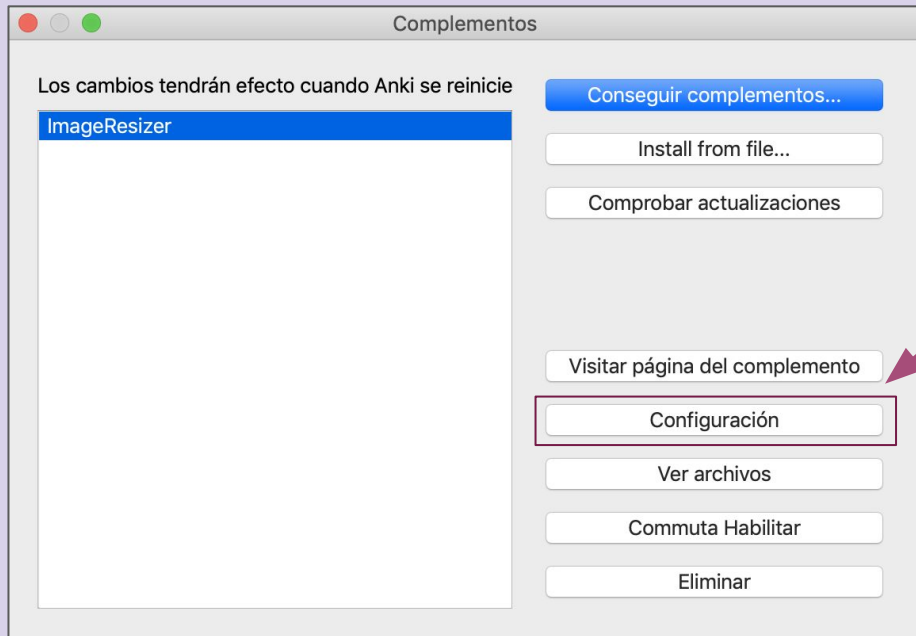 Complementos
Los cambios tendrán efecto cuando Anki se reinicie
ImageResizer
Conseguir complementos...
Install from file...
Comprobar actualizaciones
Visitar página del complemento
Configuración
Ver archivos
Commuta Habilitar
Eliminar